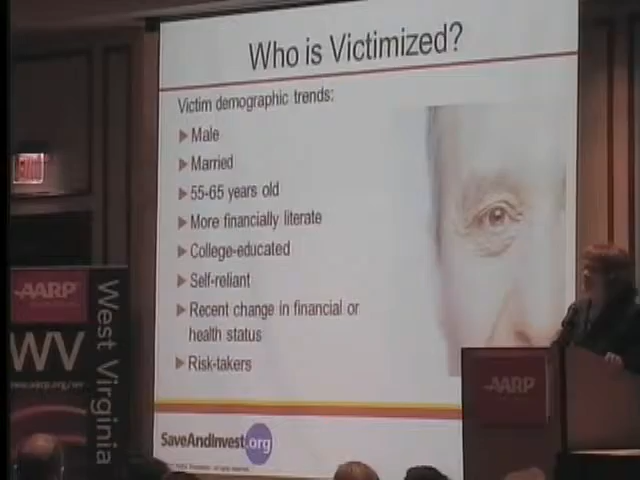 Who is Victimized?
Victim demographic trends:
Male
Married
55-65 years old
More financially literate
College-educated
Self-reliant
Recent change in financial or
health status
Risk-takers
SaveAndInvest.org
AARP
WV
West Virginia
AARP